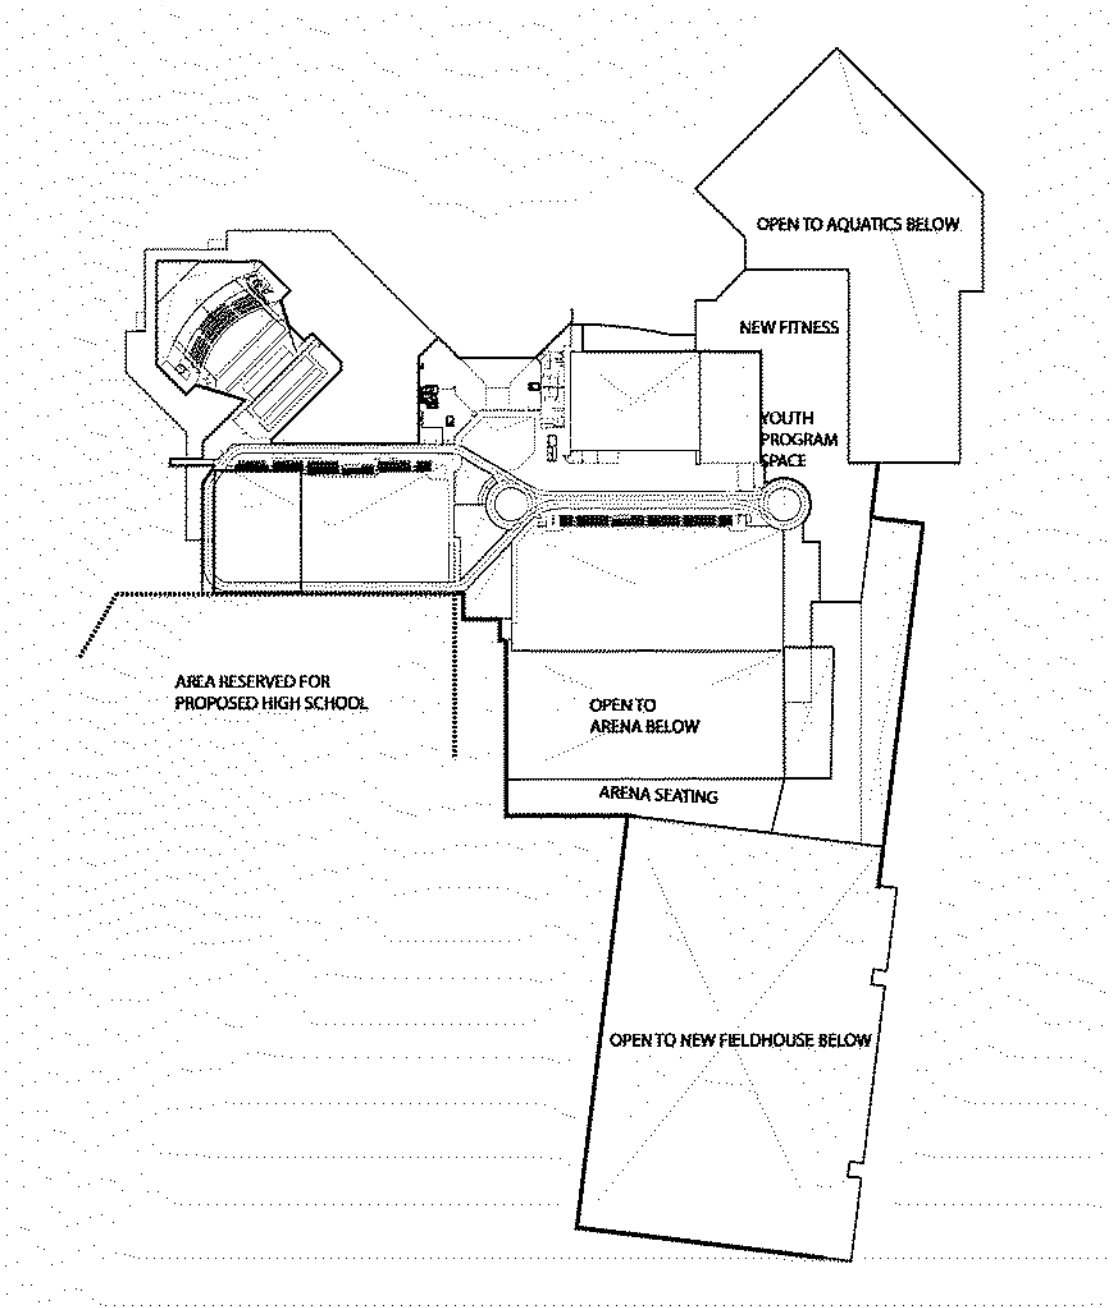 OPEN TO AQUATICS BELOW
NEW FITNESS
YOUTH
PROGRAM
SPACE
AREA RESERVED FOR
PROPOSED HIGH SCHOOL
OPEN TO
ARENA BELOW
ARENA SEATING
OPEN TO NEW FIELDHOUSE BELOW